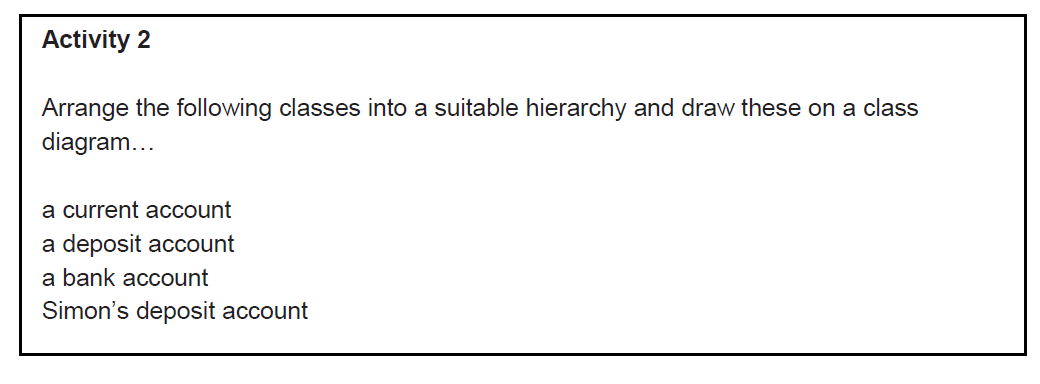 Activity 2
Arrange the following classes into a suitable hierarchy and draw these on a class
diagram…
a current account
a deposit account
a bank account
Simon’s deposit account